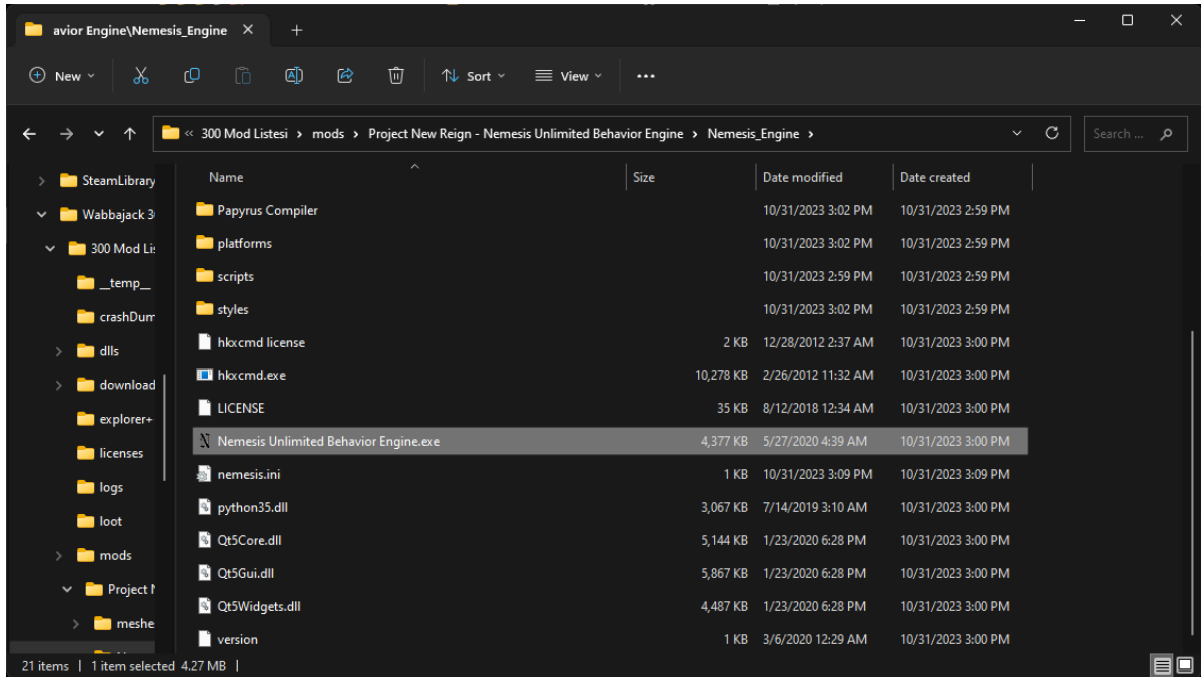 avior Engine\Nemesis_Engine
New
Sort
View
« 300 Mod Listesi > mods > Project New Reign - Nemesis Unlimited Behavior Engine > Nemesis_Engine >
Search ...
SteamLibrary
Wabbajack 3
300 Mod Lis
__temp__
crashDum
dlls
download
explorer+
licenses
logs
loot
mods
Project N
meshe
Name Size Date modified Date created
Papyrus Compiler 10/31/2023 3:02 PM 10/31/2023 2:59 PM
platforms 10/31/2023 3:02 PM 10/31/2023 2:59 PM
scripts 10/31/2023 2:59 PM 10/31/2023 2:59 PM
styles 10/31/2023 3:02 PM 10/31/2023 2:59 PM
hkxcmd license 2 KB 12/28/2012 2:37 AM 10/31/2023 3:00 PM
hkxcmd.exe 10,278 KB 2/26/2012 11:32 AM 10/31/2023 3:00 PM
LICENSE 35 KB 8/12/2018 12:34 AM 10/31/2023 3:00 PM
Nemesis Unlimited Behavior Engine.exe 4,377 KB 5/27/2020 4:39 AM 10/31/2023 3:00 PM
nemesis.ini 1 KB 10/31/2023 3:09 PM 10/31/2023 3:09 PM
python35.dll 3,067 KB 7/14/2019 3:10 AM 10/31/2023 3:00 PM
Qt5Core.dll 5,144 KB 1/23/2020 6:28 PM 10/31/2023 3:00 PM
Qt5Gui.dll 5,867 KB 1/23/2020 6:28 PM 10/31/2023 3:00 PM
Qt5Widgets.dll 4,487 KB 1/23/2020 6:28 PM 10/31/2023 3:00 PM
version 1 KB 3/6/2020 12:29 AM 10/31/2023 3:00 PM
21 items | 1 item selected 4.27 MB |